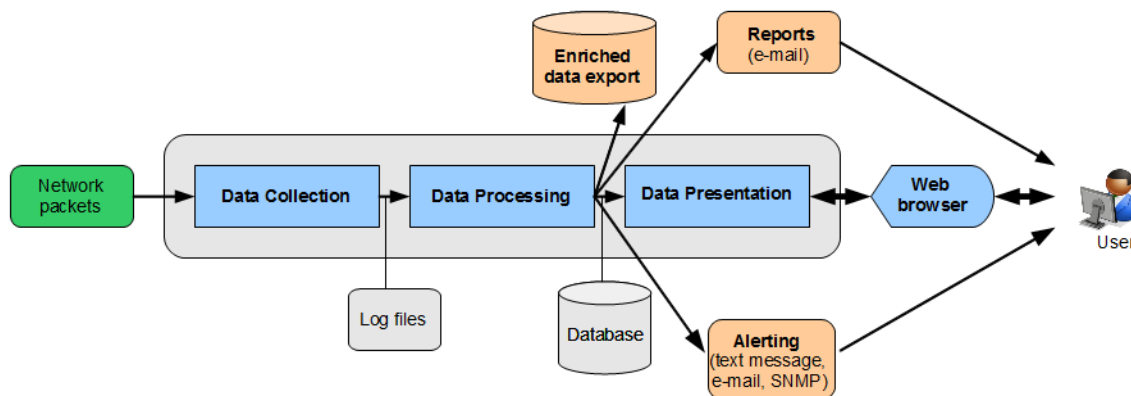 Reports
(e-mail)
Enriched
data export
Network
packets
Data Collection
Data Processing
Data Presentation
Web
browser
User
Log files
Database
Alerting
(text message,
e-mail, SNMP)